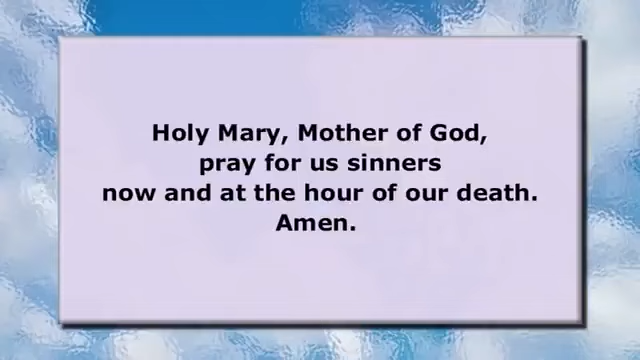 Holy Mary, Mother of God,
pray for us sinners
now and at the hour of our death.
Amen.